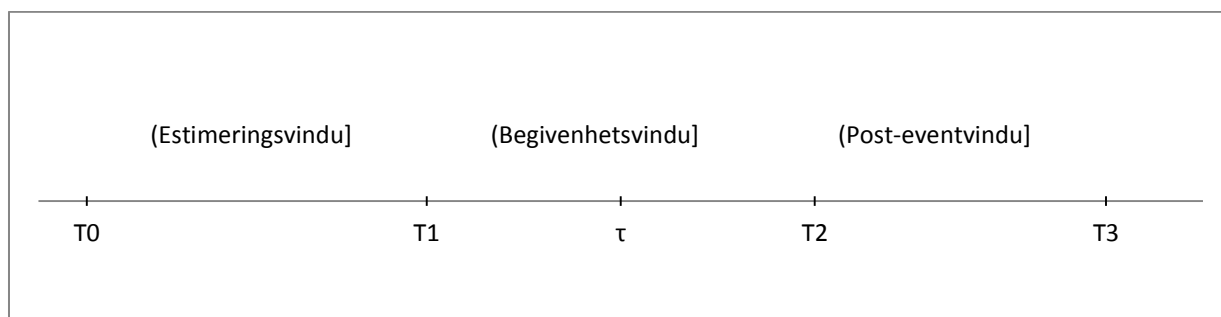 (Estimeringsvindu] (Begivenhetsvindu] (Post-eventvindu]
T0 T1 τ T2 T3